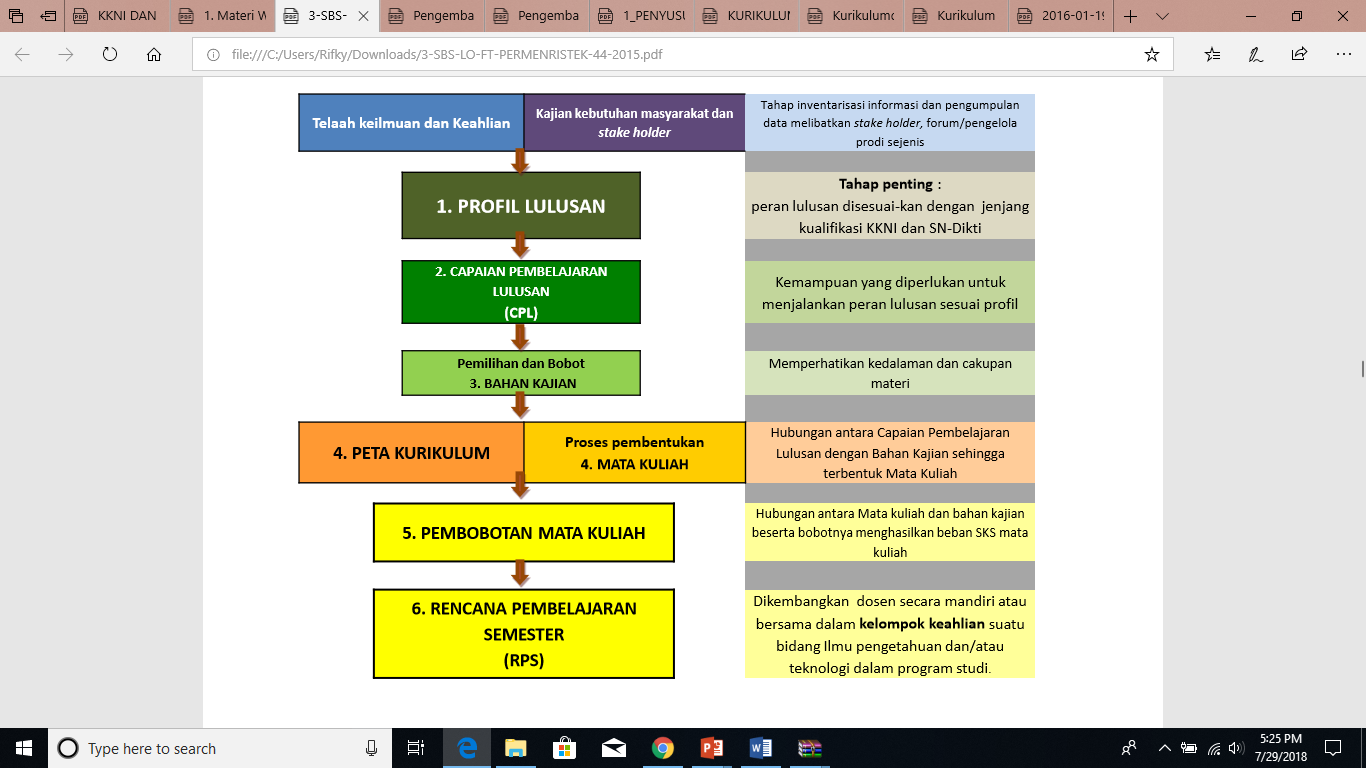 KKNI DAN
1. Materi W
3-SBS-
Pengemba
Pengemba
1_PENYUSU
KURIKULUM
Kurikulumo
Kurikulum
2016-01-19
file:///C:/Users/Rifky/Downloads/3-SBS-LO-FT-PERMENRISTEK-44-2015.pdf
Telaah keilmuan dan Keahlian
Kajian kebutuhan masyarakat dan
stake holder
Tahap inventarisasi informasi dan pengumpulan
data melibatkan stake holder, forum/pengelola
prodi sejenis
1. PROFIL LULUSAN
Tahap penting :
peran lulusan disesuai-kan dengan jenjang
kualifikasi KKNI dan SN-Dikti
2. CAPAIAN PEMBELAJARAN
LULUSAN
(CPL)
Kemampuan yang diperlukan untuk
menjalankan peran lulusan sesuai profil
Pemilihan dan Bobot
3. BAHAN KAJIAN
Memperhatikan kedalaman dan cakupan
materi
4. PETA KURIKULUM
Proses pembentukan
4. MATA KULIAH
Hubungan antara Capaian Pembelajaran
Lulusan dengan Bahan Kajian sehingga
terbentuk Mata Kuliah
5. PEMBOBOTAN MATA KULIAH
Hubungan antara Mata kuliah dan bahan kajian
beserta bobotnya menghasilkan beban SKS mata
kuliah
6. RENCANA PEMBELAJARAN
SEMESTER
(RPS)
Dikembangkan dosen secara mandiri atau
bersama dalam kelompok keahlian suatu
bidang Ilmu pengetahuan dan/atau
teknologi dalam program studi.
Type here to search
5:25 PM
7/29/2018